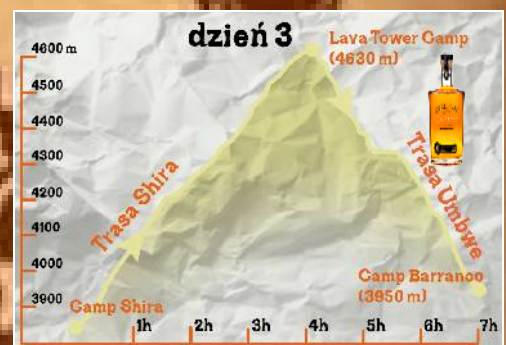 dzień 3
4600 m
4500
4400
4300
4200
4100
4000
3900
Lava Tower Camp
(4630 m)
Trasa Shira
Trasa Umbwe
Camp Shira
Camp Barranco
(3950 m)
1h 2h 3h 4h 5h 6h 7h